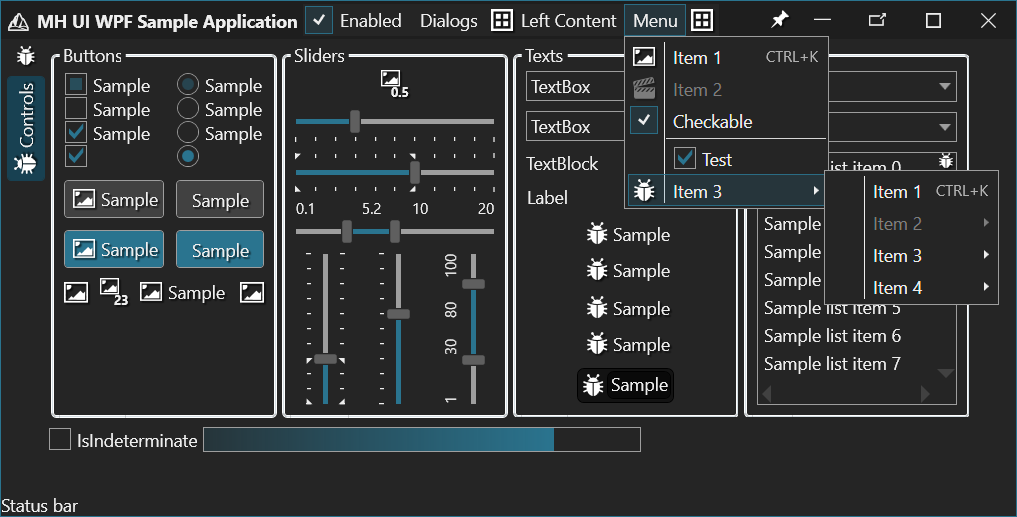 MH UI WPF Sample Application
Enabled
Dialogs
Left Content
Menu
Controls
Buttons
Sample
Sample
Sample
Sample
Sample
Sample
Sample
Sample
Sample
Sample
23
Sample
Sliders
0.5
0.1 5.2 10 20
100
80
30
1
Texts
TextBox
TextBox
TextBlock
Label
Sample
Sample
Sample
Sample
Sample
Item 1 CTRL+K
Item 2
Checkable
Test
Item 3
list item 0
Item 1 CTRL+K
Item 2
Item 3
Item 4
Sample
Sample
Sample
Sample list item 5
Sample list item 6
Sample list item 7
IsIndeterminate
Status bar